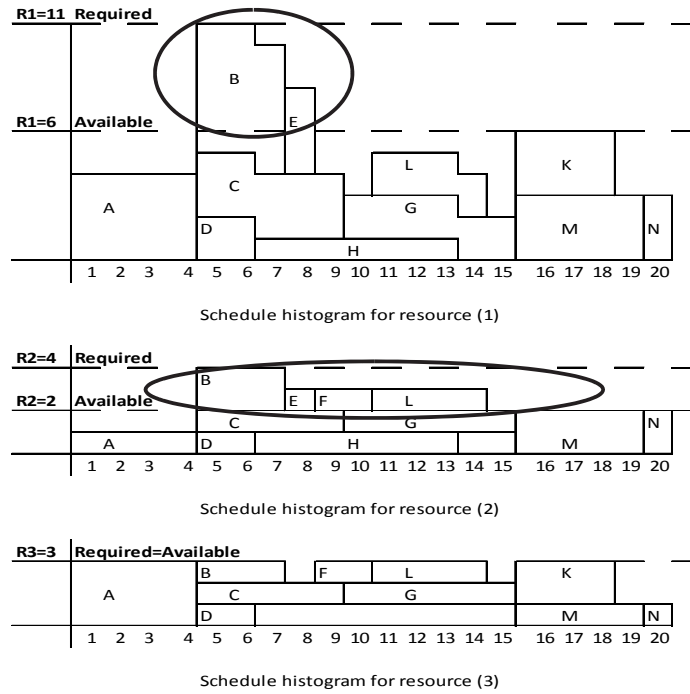 R1=11 Required
B
R1=6 Available
E
L
K
C
A
G
D
M
N
H
1 2 3 4 5 6 7 8 9 10 11 12 13 14 15 16 17 18 19 20
Schedule histogram for resource (1)
R2=4 Required
B
R2=2 Available
E F L
C G
N
A D H M
1 2 3 4 5 6 7 8 9 10 11 12 13 14 15 16 17 18 19 20
Schedule histogram for resource (2)
R3=3 Required=Available
B F L K
A C G
D M N
1 2 3 4 5 6 7 8 9 10 11 12 13 14 15 16 17 18 19 20
Schedule histogram for resource (3)